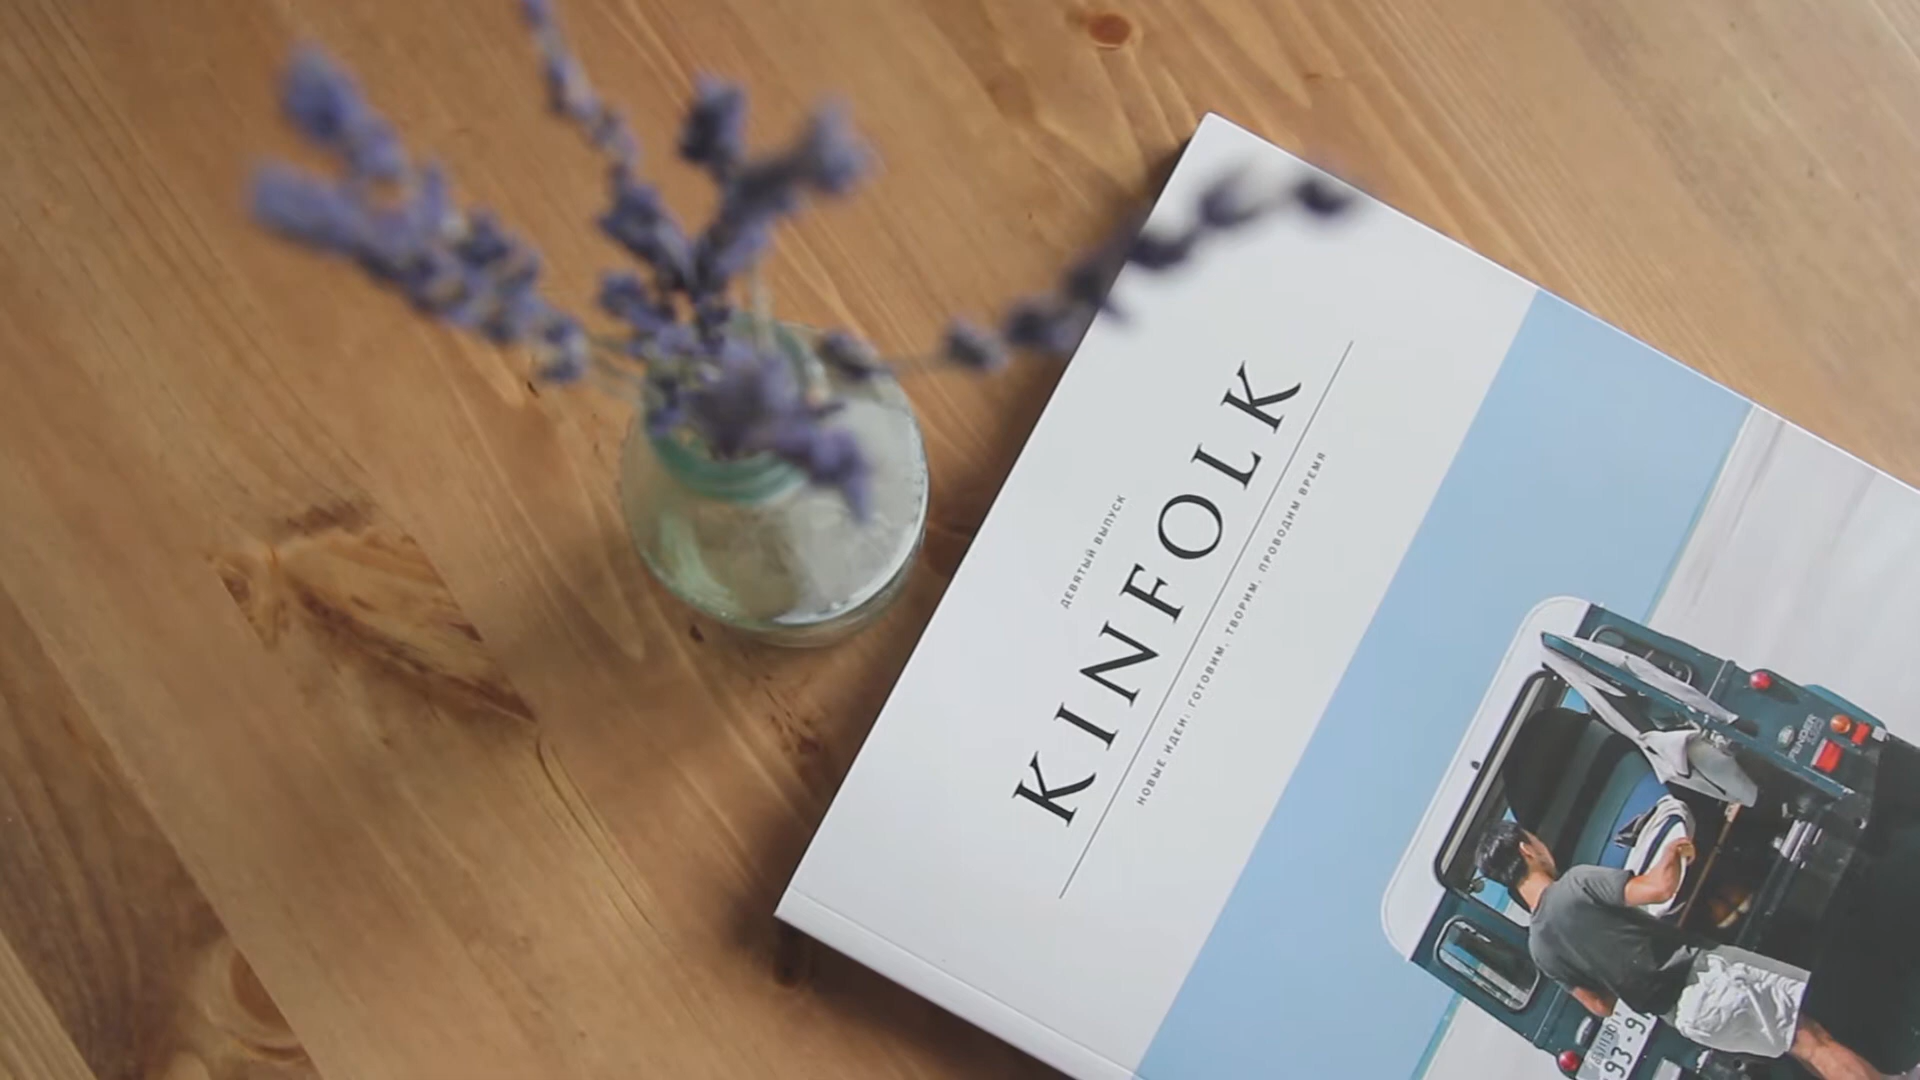 ДЕВЯТЫЙ ВЫПУСК
KINFOLK
НОВЫЕ ИДЕИ: ГОТОВИМ, ТВОРИМ, ПРОВОДИМ ВРЕМЯ